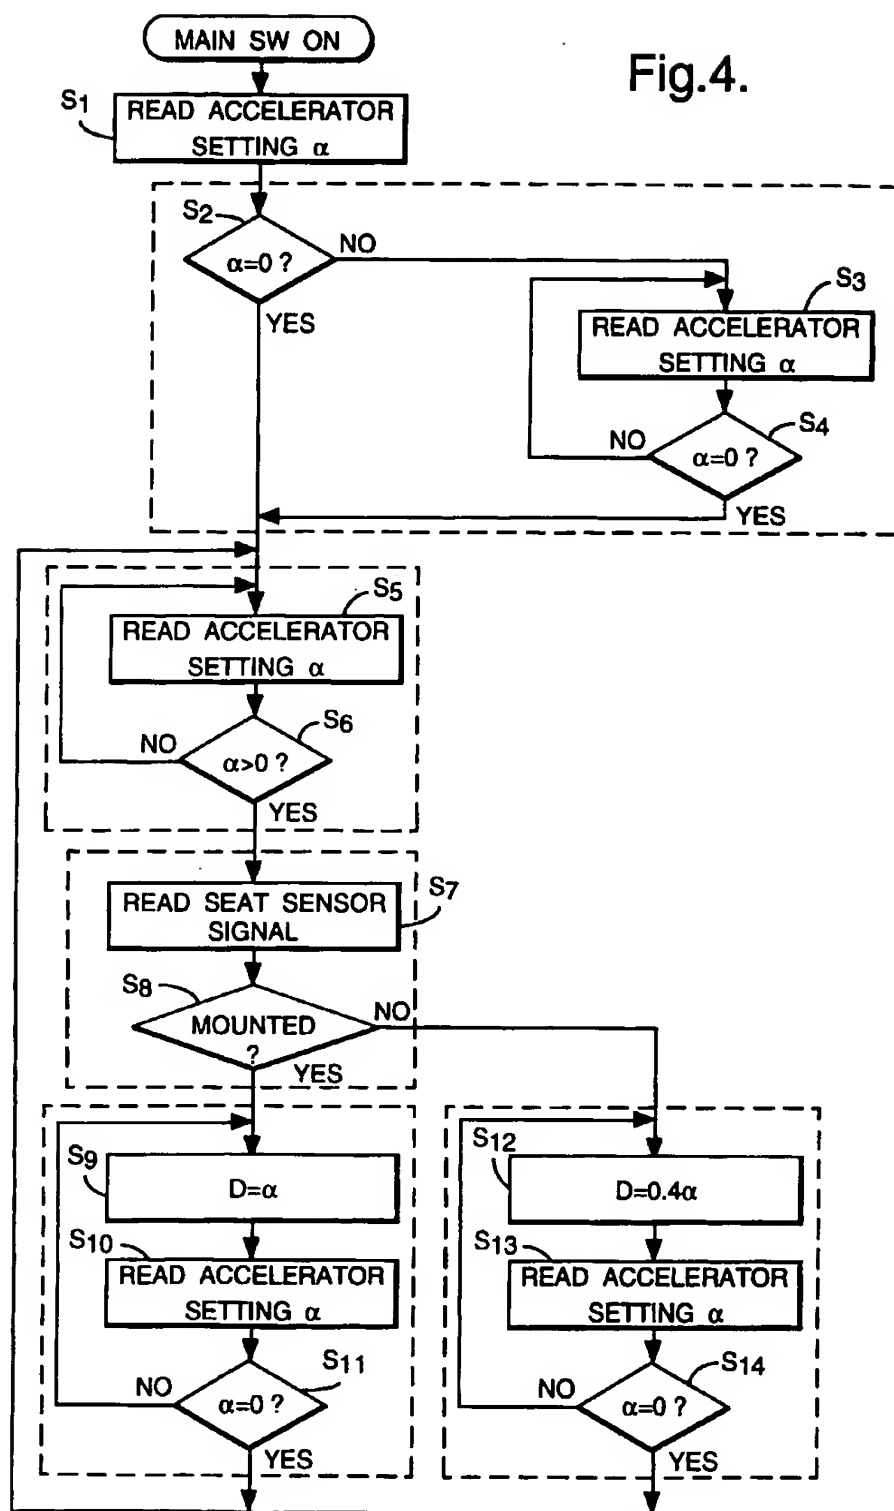 MAIN SW ON
Fig.4.
S1
READ ACCELERATOR
SETTING α
S2
α=0 ?
NO
YES
S3
READ ACCELERATOR
SETTING α
S4
α=0 ?
NO
YES
S5
READ ACCELERATOR
SETTING α
S6
α>0 ?
NO
YES
S7
READ SEAT SENSOR
SIGNAL
S8
MOUNTED
?
NO
YES
S9
D=α
S10
READ ACCELERATOR
SETTING α
S11
α=0 ?
NO
YES
S12
D=0.4α
S13
READ ACCELERATOR
SETTING α
S14
α=0 ?
NO
YES